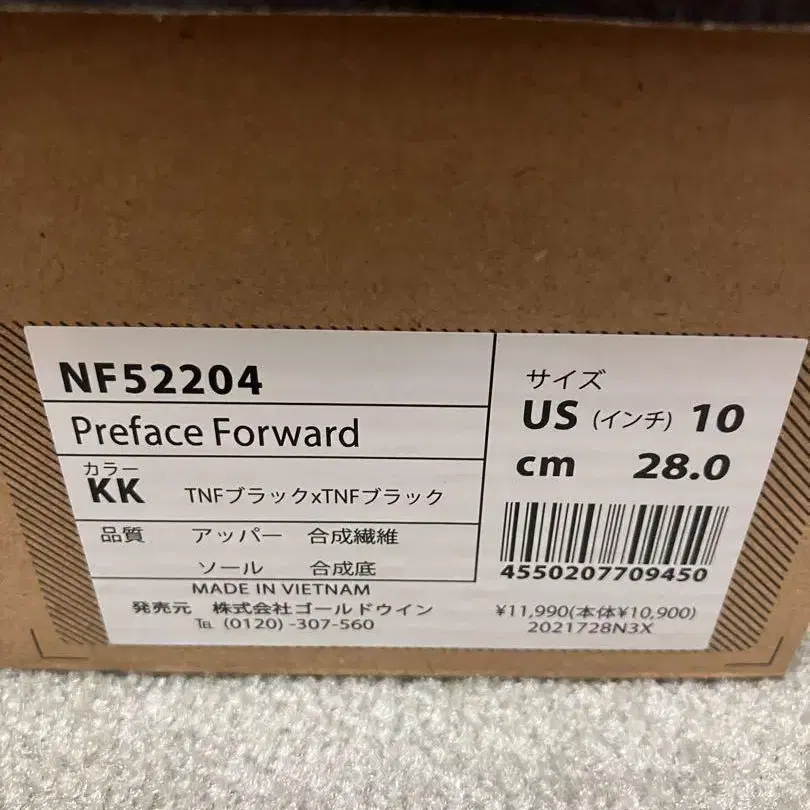 NF52204
Preface Forward
カラー
KK TNFブラックxTNFブラック
品質 アッパー 合成繊維
ソール 合成底
MADE IN VIETNAM
発売元 株式会社ゴールドウイン
℡ (0120) -307-560
サイズ
US (インチ) 10
cm 28.0
4550207709450
¥11,990(本体¥10,900)
2021728N3X